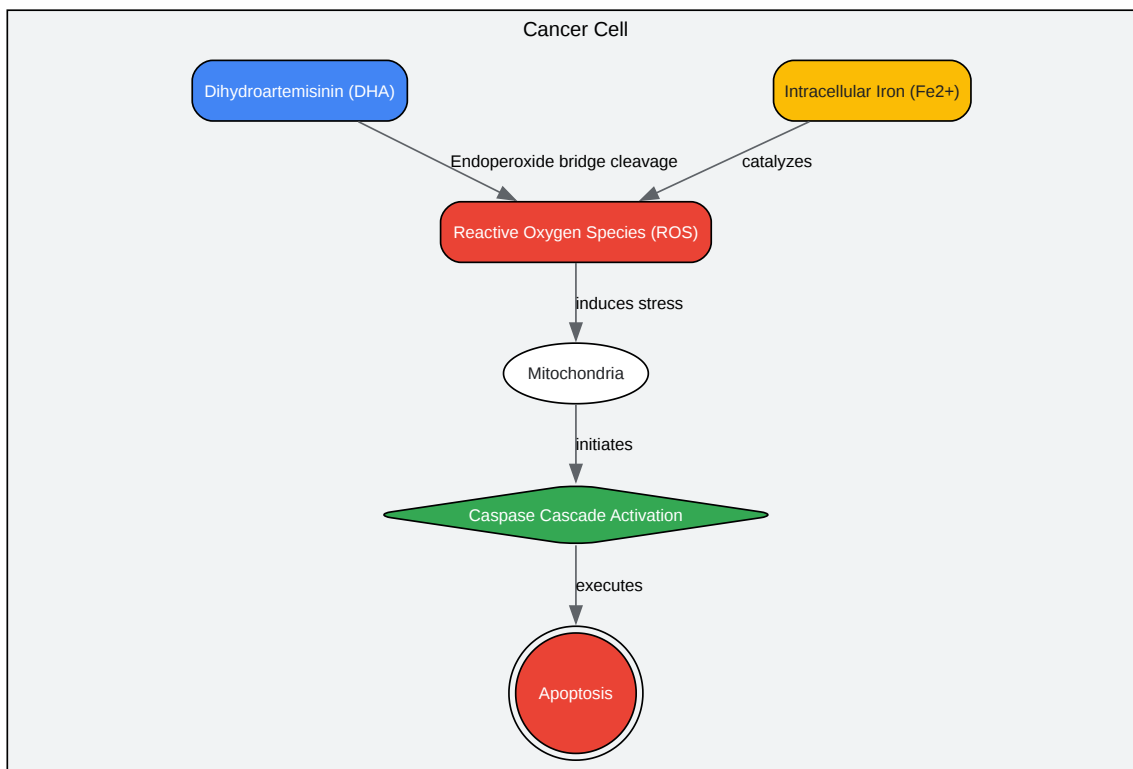 Cancer Cell
Dihydroartemisinin (DHA)
Intracellular Iron (Fe2+)
Endoperoxide bridge cleavage
catalyzes
Reactive Oxygen Species (ROS)
induces stress
Mitochondria
initiates
Caspase Cascade Activation
executes
Apoptosis